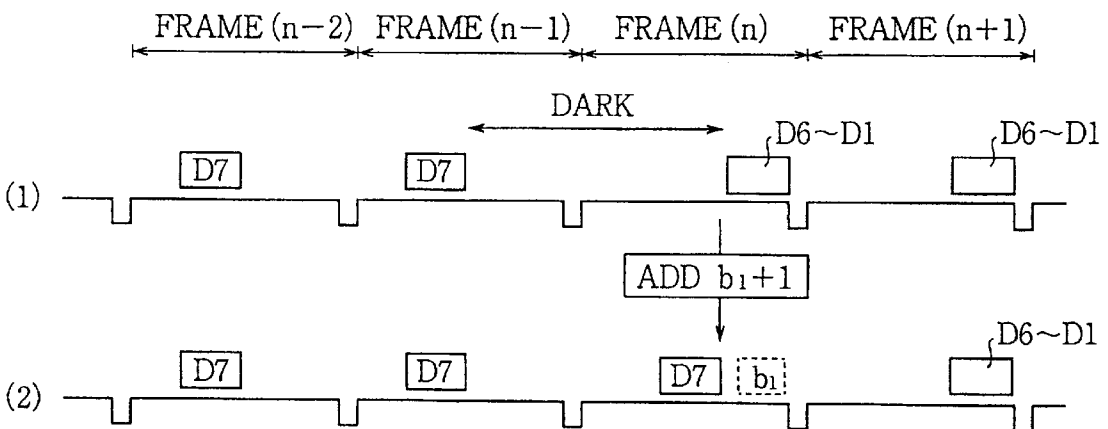 FRAME(n−2) FRAME(n−1) FRAME(n) FRAME(n+1)
DARK
D6~D1 D6~D1
(1) D7 D7
ADD b₁+1
D6~D1
(2) D7 D7 D7 b₁